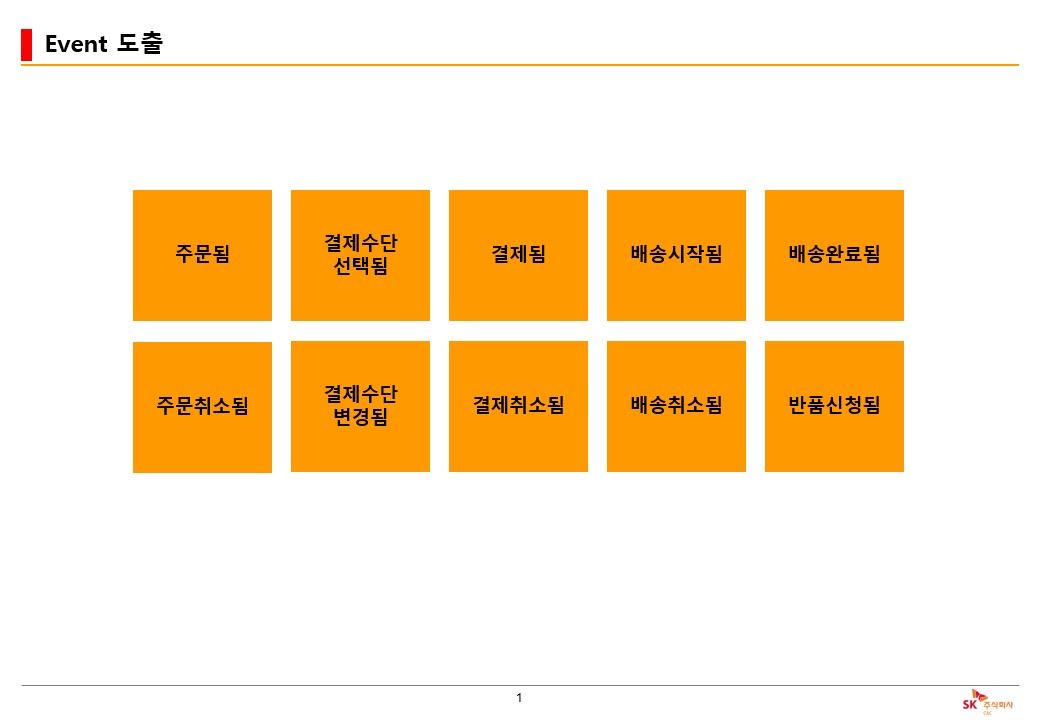 Event 도출
주문됨
결제수단
선택됨
결제됨
배송시작됨
배송완료됨
주문취소됨
결제수단
변경됨
결제취소됨
배송취소됨
반품신청됨
1
SK 주식회사
C&C